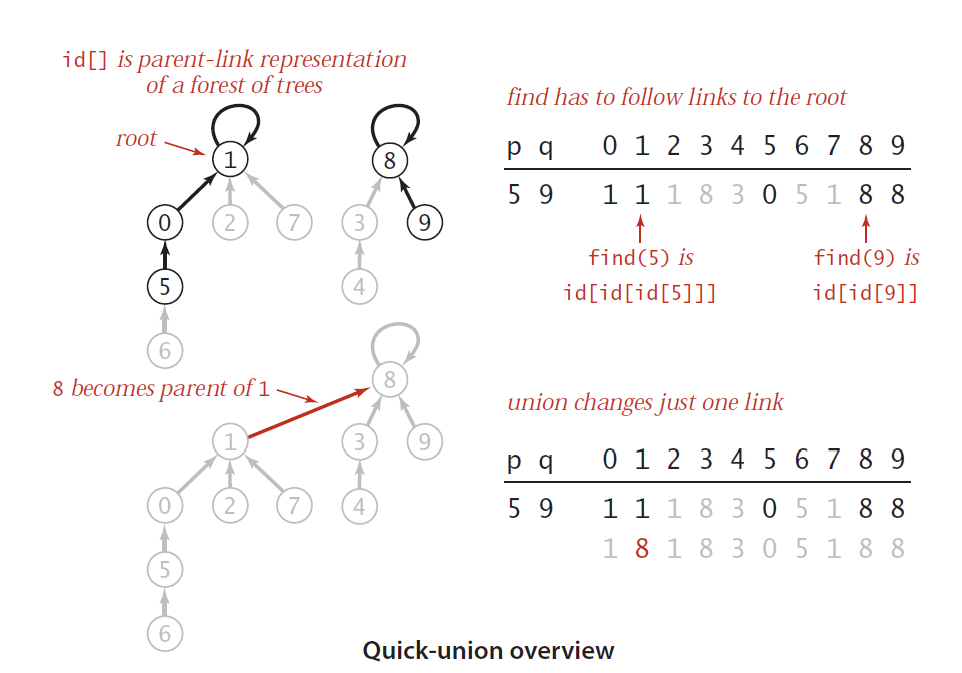 id[] is parent-link representation
of a forest of trees
root
1
8
0 2 7 3 9
5 4
6
find has to follow links to the root
p q 0 1 2 3 4 5 6 7 8 9
5 9 1 1 1 8 3 0 5 1 8 8
find(5) is find(9) is
id[id[id[5]]] id[id[9]]
8 becomes parent of 1
8
1 3 9
0 2 7 4
5
6
union changes just one link
p q 0 1 2 3 4 5 6 7 8 9
5 9 1 1 1 8 3 0 5 1 8 8
1 8 1 8 3 0 5 1 8 8
Quick-union overview